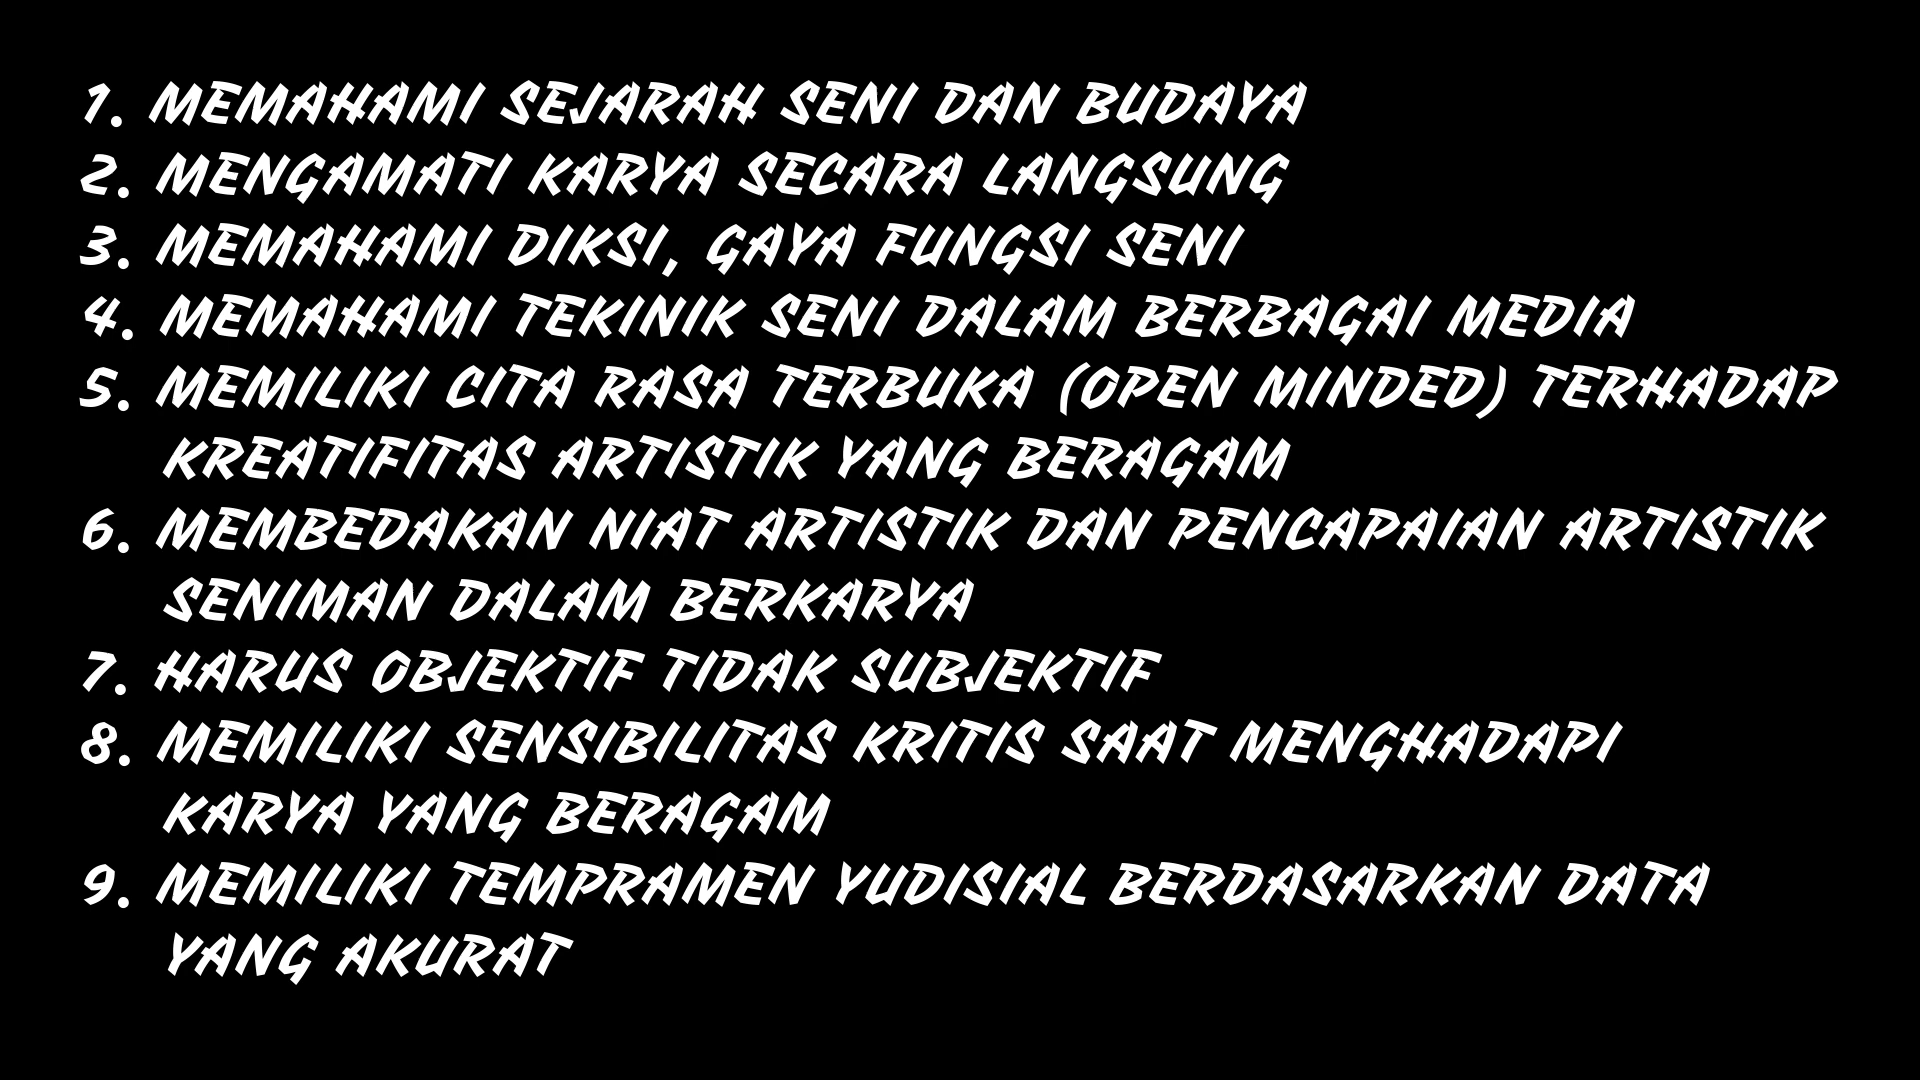 1. MEMAHAMI SEJARAH SENI DAN BUDAYA
2. MENGAMATI KARYA SECARA LANGSUNG
3. MEMAHAMI DIKSI, GAYA FUNGSI SENI
4. MEMAHAMI TEKINIK SENI DALAM BERBAGAI MEDIA
5. MEMILIKI CITA RASA TERBUKA (OPEN MINDED) TERHADAP
KREATIFITAS ARTISTIK YANG BERAGAM
6. MEMBEDAKAN NIAT ARTISTIK DAN PENCAPAIAN ARTISTIK
SENIMAN DALAM BERKARYA
7. HARUS OBJEKTIF TIDAK SUBJEKTIF
8. MEMILIKI SENSIBILITAS KRITIS SAAT MENGHADAPI
KARYA YANG BERAGAM
9. MEMILIKI TEMPRAMEN YUDISIAL BERDASARKAN DATA
YANG AKURAT